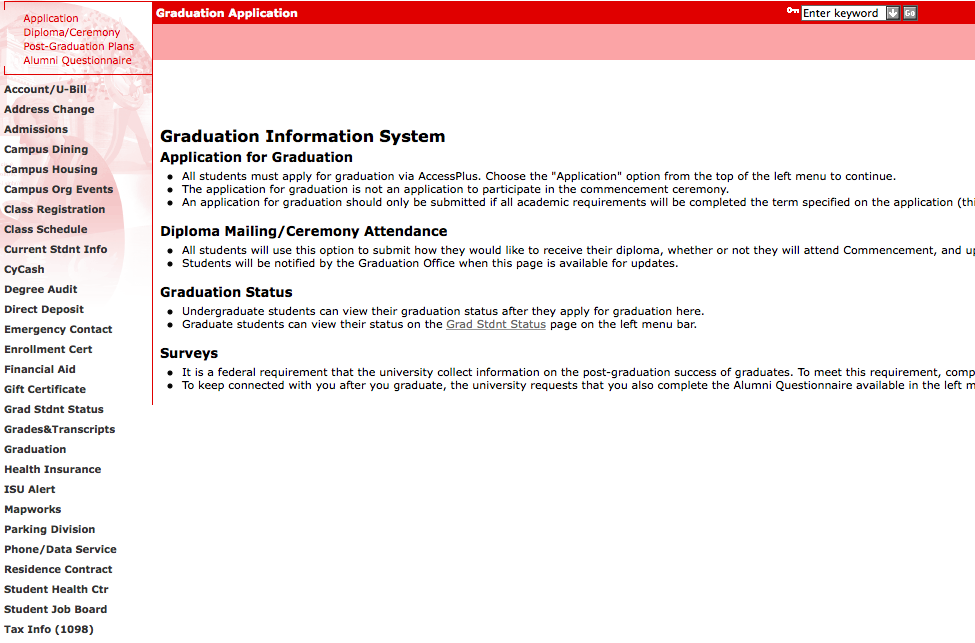 Application
Diploma/Ceremony
Post-Graduation Plans
Alumni Questionnaire
Account/U-Bill
Address Change
Admissions
Campus Dining
Campus Housing
Campus Org Events
Class Registration
Class Schedule
Current Stdnt Info
CyCash
Degree Audit
Direct Deposit
Emergency Contact
Enrollment Cert
Financial Aid
Gift Certificate
Grad Stdnt Status
Grades&Transcripts
Graduation
Health Insurance
ISU Alert
Mapworks
Parking Division
Phone/Data Service
Residence Contract
Student Health Ctr
Student Job Board
Tax Info (1098)
Graduation Application
Enter keyword
Go
Graduation Information System
Application for Graduation
• All students must apply for graduation via AccessPlus. Choose the "Application" option from the top of the left menu to continue.
• The application for graduation is not an application to participate in the commencement ceremony.
• An application for graduation should only be submitted if all academic requirements will be completed the term specified on the application (thi
Diploma Mailing/Ceremony Attendance
• All students will use this option to submit how they would like to receive their diploma, whether or not they will attend Commencement, and up
• Students will be notified by the Graduation Office when this page is available for updates.
Graduation Status
• Undergraduate students can view their graduation status after they apply for graduation here.
• Graduate students can view their status on the Grad Stdnt Status page on the left menu bar.
Surveys
• It is a federal requirement that the university collect information on the post-graduation success of graduates. To meet this requirement, comp
• To keep connected with you after you graduate, the university requests that you also complete the Alumni Questionnaire available in the left m